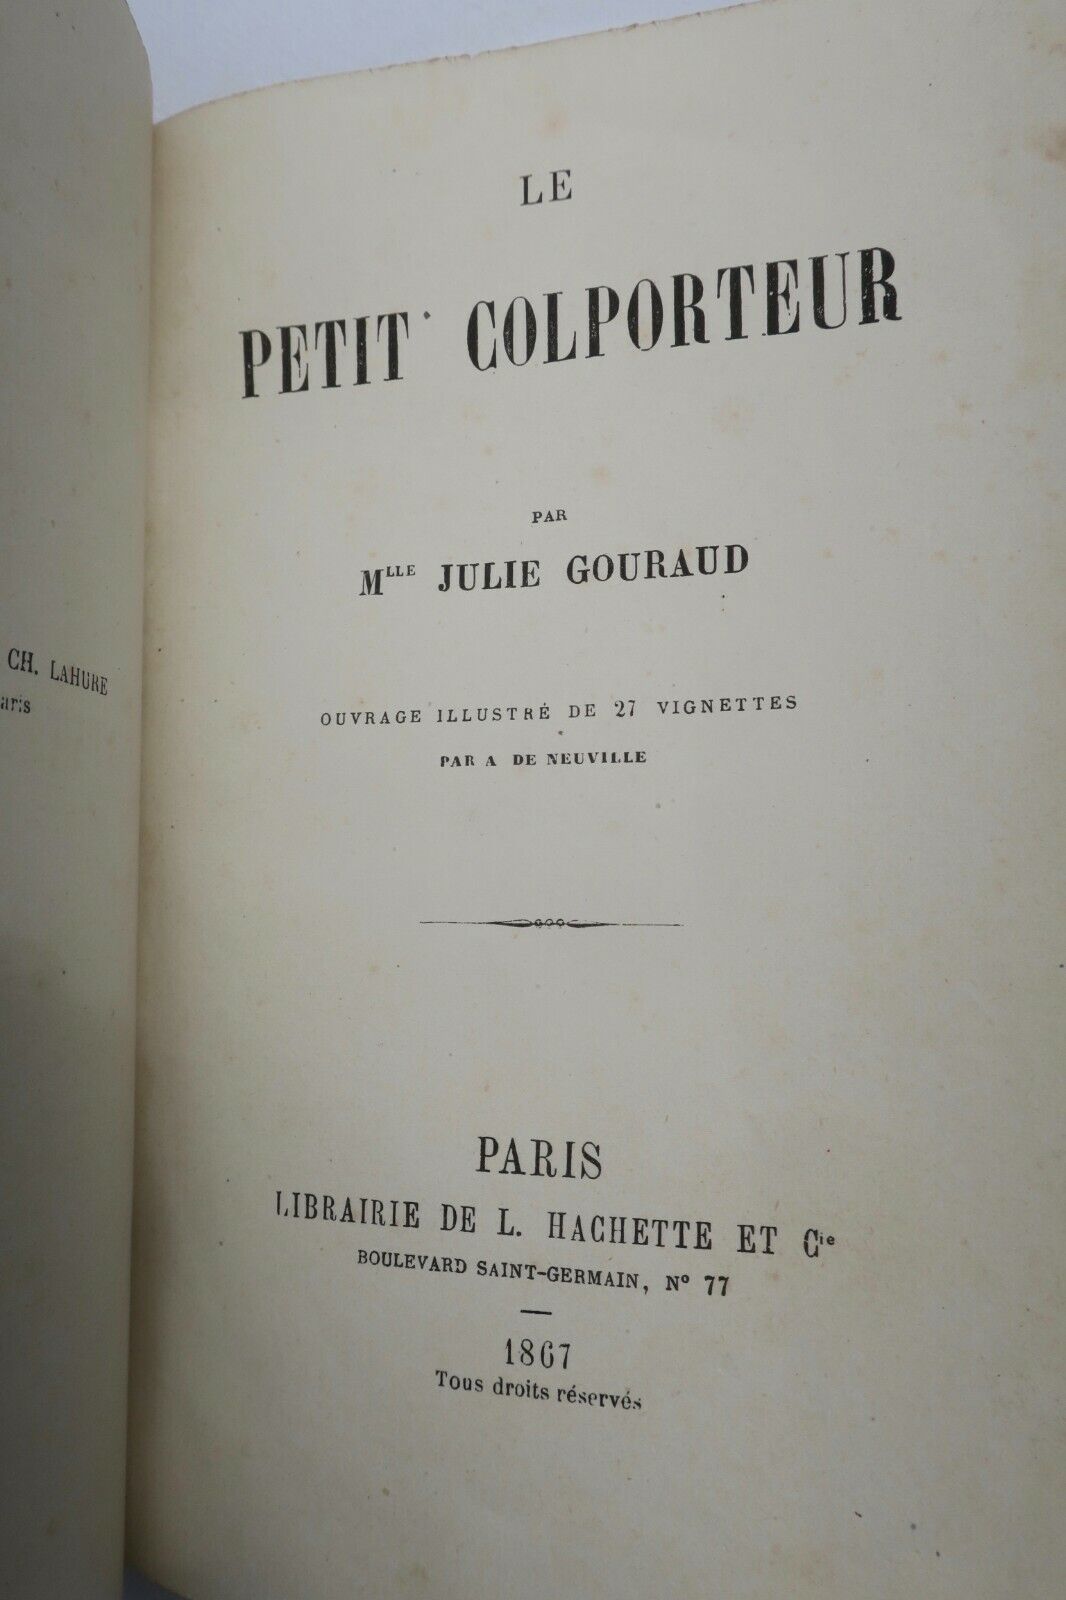 CH. LAHURE
LE
PETIT COLPORTEUR
PAR
MLLE JULIE GOURAUD
OUVRAGE ILLUSTRÉ DE 27 VIGNETTES
PAR A DE NEUVILLE
PARIS
LIBRAIRIE DE L. HACHETTE ET Cie
BOULEVARD SAINT-GERMAIN, Nº 77
1867
Tous droits réservés